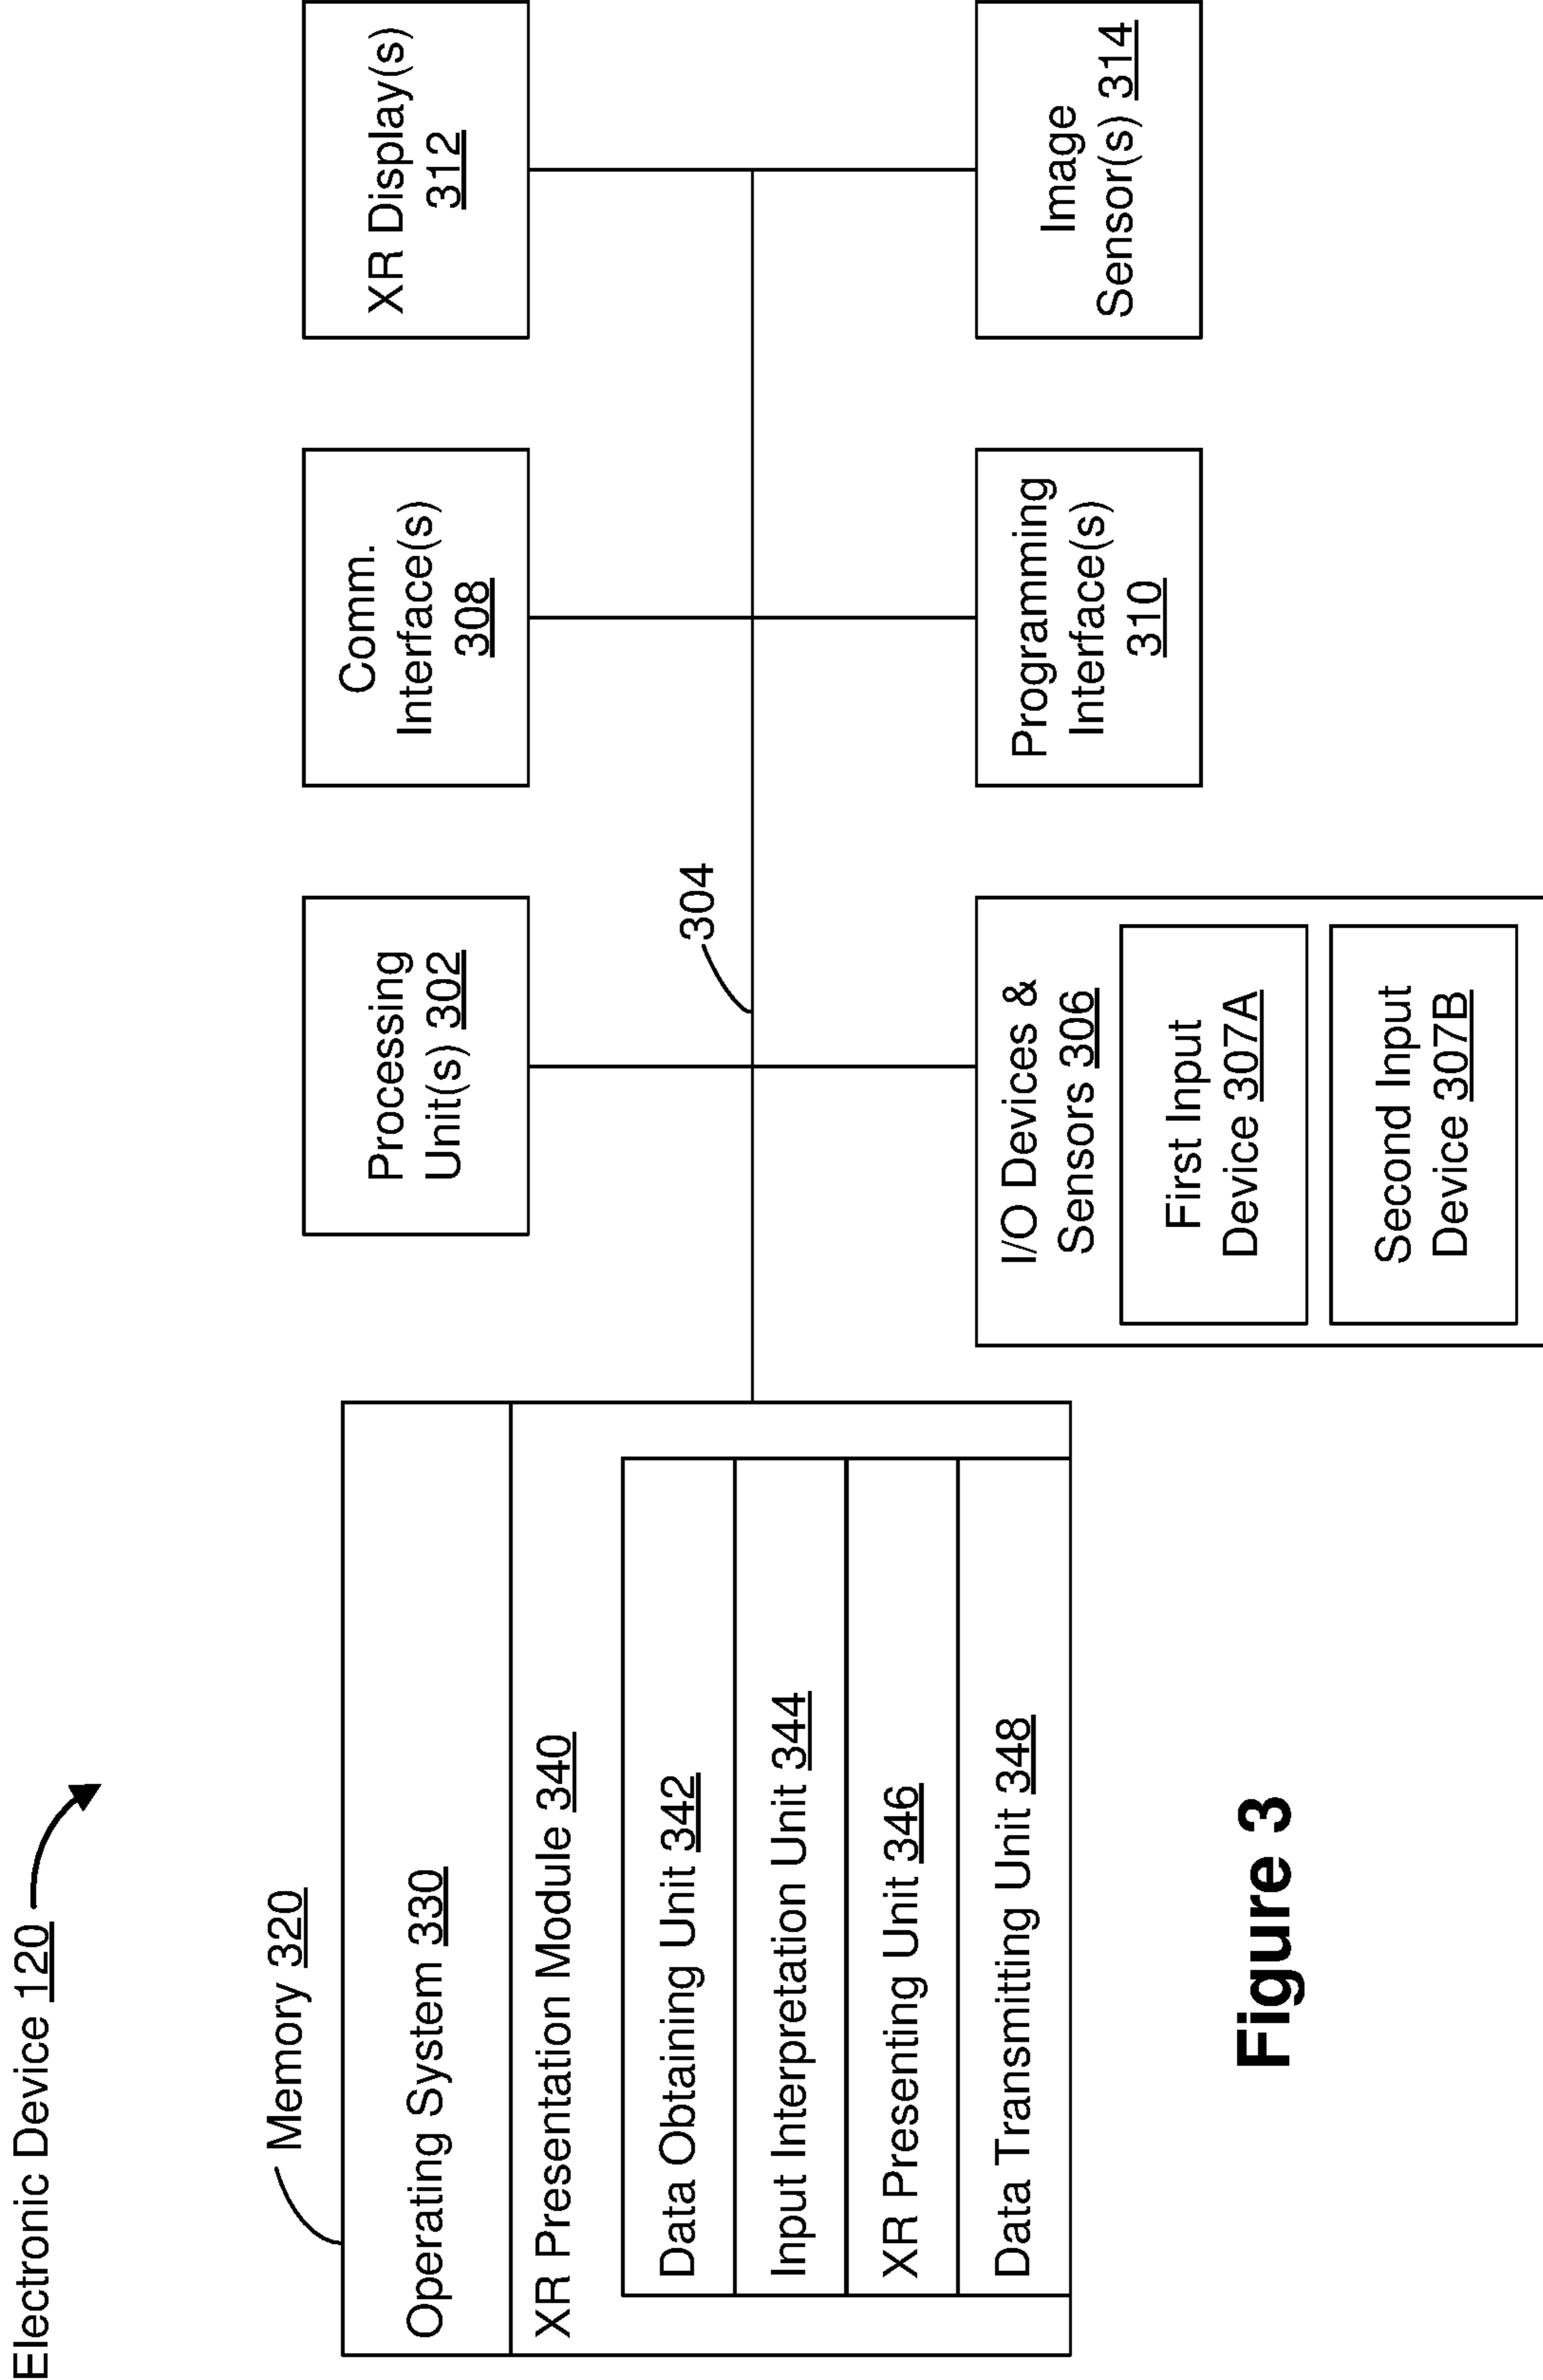 Electronic Device 120
Memory 320
Operating System 330
XR Presentation Module 340
Data Obtaining Unit 342
Input Interpretation Unit 344
XR Presenting Unit 346
Data Transmitting Unit 348
Processing
Unit(s) 302
Comm.
Interface(s)
308
XR Display(s)
312
304
I/O Devices &
Sensors 306
First Input
Device 307A
Second Input
Device 307B
Programming
Interface(s)
310
Image
Sensor(s) 314
Figure 3